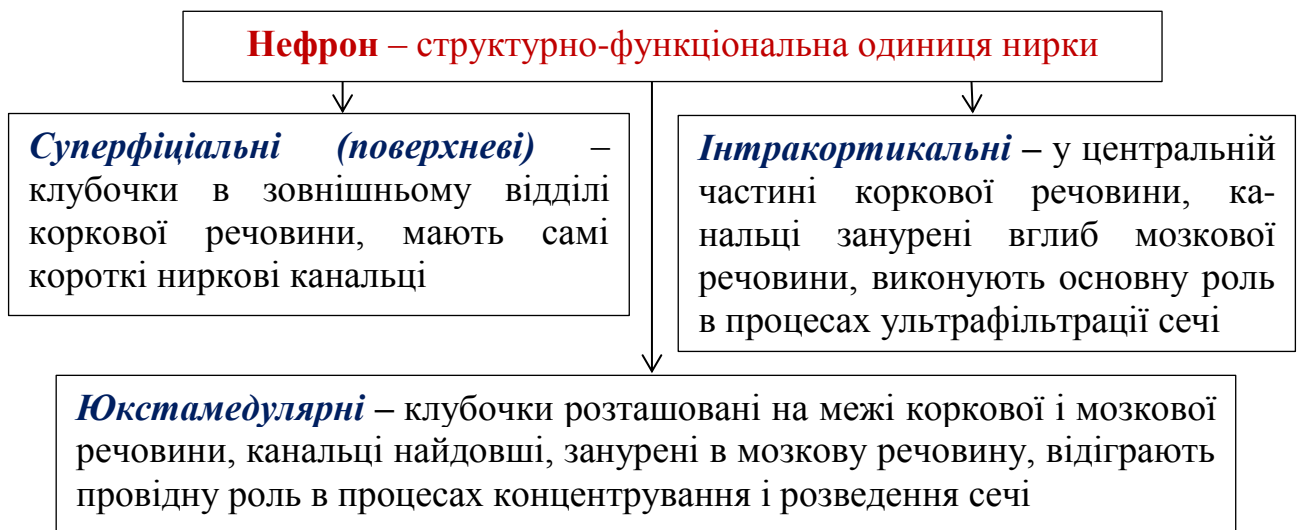 Нефрон – структурно-функціональна одиниця нирки
Суперфіціальні (поверхневі) –
клубочки в зовнішньому відділі
коркової речовини, мають самі
короткі ниркові канальці
Інтракортикальні – у центральній
частині коркової речовини, ка-
нальці занурені вглиб мозкової
речовини, виконують основну роль
в процесах ультрафільтрації сечі
Юкстамедулярні – клубочки розташовані на межі коркової і мозкової
речовини, канальці найдовші, занурені в мозкову речовину, відіграють
провідну роль в процесах концентрування і розведення сечі